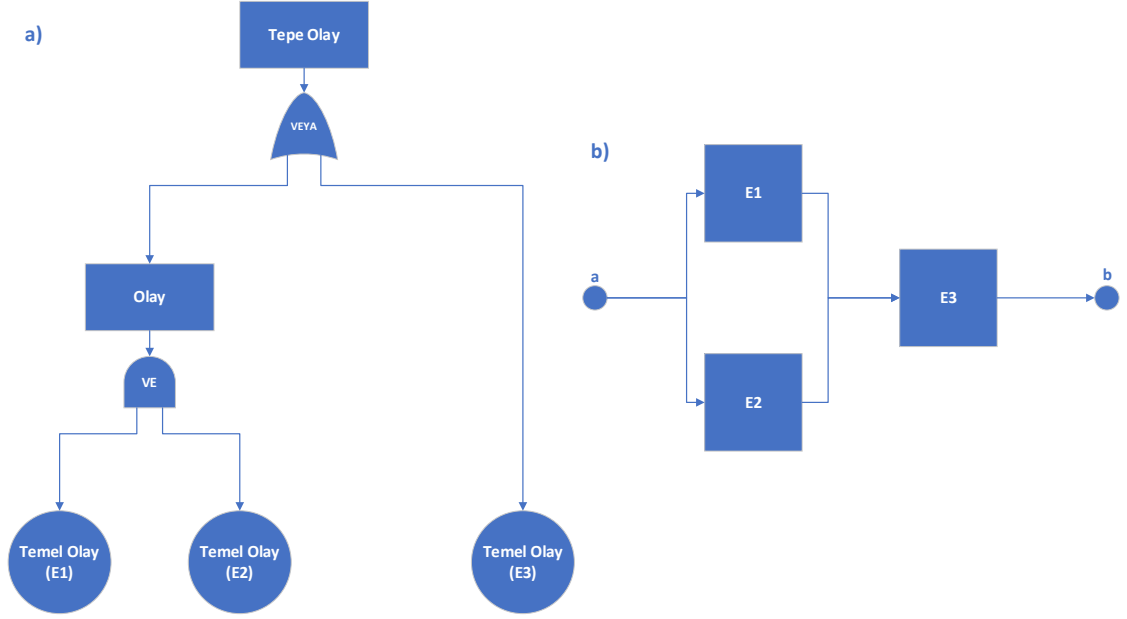 a)
Tepe Olay
VEYA
Olay
VE
Temel Olay
(E1)
Temel Olay
(E2)
Temel Olay
(E3)
b)
E1
a
E2
E3
b